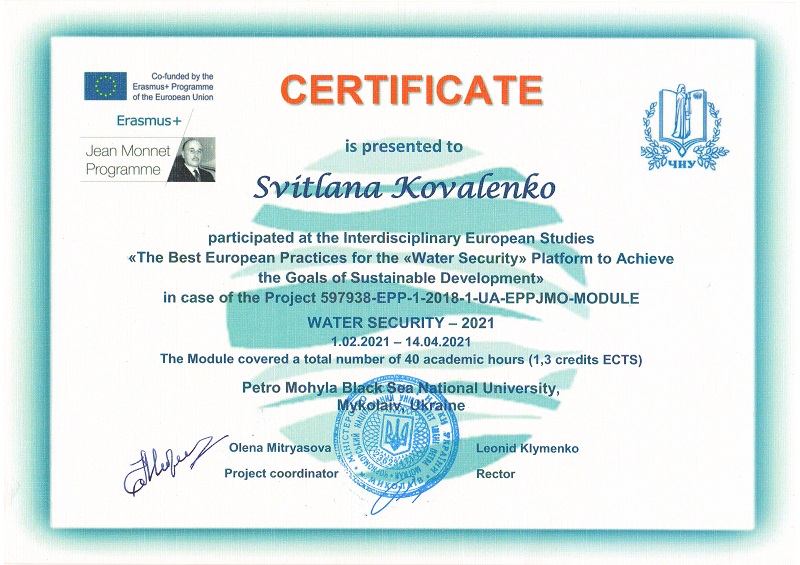 Co-funded by the
Erasmus+ Programme
of the European Union
Erasmus+
Jean Monnet
Programme
CERTIFICATE
ЧНУ
is presented to
Svitlana Kovalenko
participated at the Interdisciplinary European Studies
«The Best European Practices for the «Water Security» Platform to Achieve
the Goals of Sustainable Development»
in case of the Project 597938-EPP-1-2018-1-UA-EPPJMO-MODULE
WATER SECURITY – 2021
1.02.2021 – 14.04.2021
The Module covered a total number of 40 academic hours (1,3 credits ECTS)
Petro Mohyla Black Sea National University,
Mykolaiv, Ukraine
Olena Mitryasova
Project coordinator
Leonid Klymenko
Rector